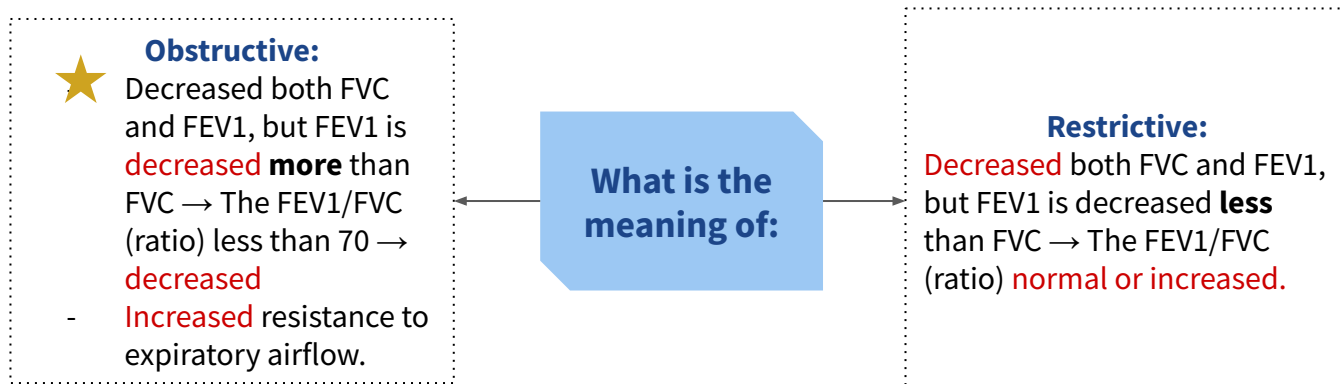 Obstructive:
- Decreased both FVC
and FEV1, but FEV1 is
decreased more than
FVC → The FEV1/FVC
(ratio) less than 70 →
decreased
- Increased resistance to
expiratory airflow.
What is the
meaning of:
Restrictive:
Decreased both FVC and FEV1,
but FEV1 is decreased less
than FVC → The FEV1/FVC
(ratio) normal or increased.